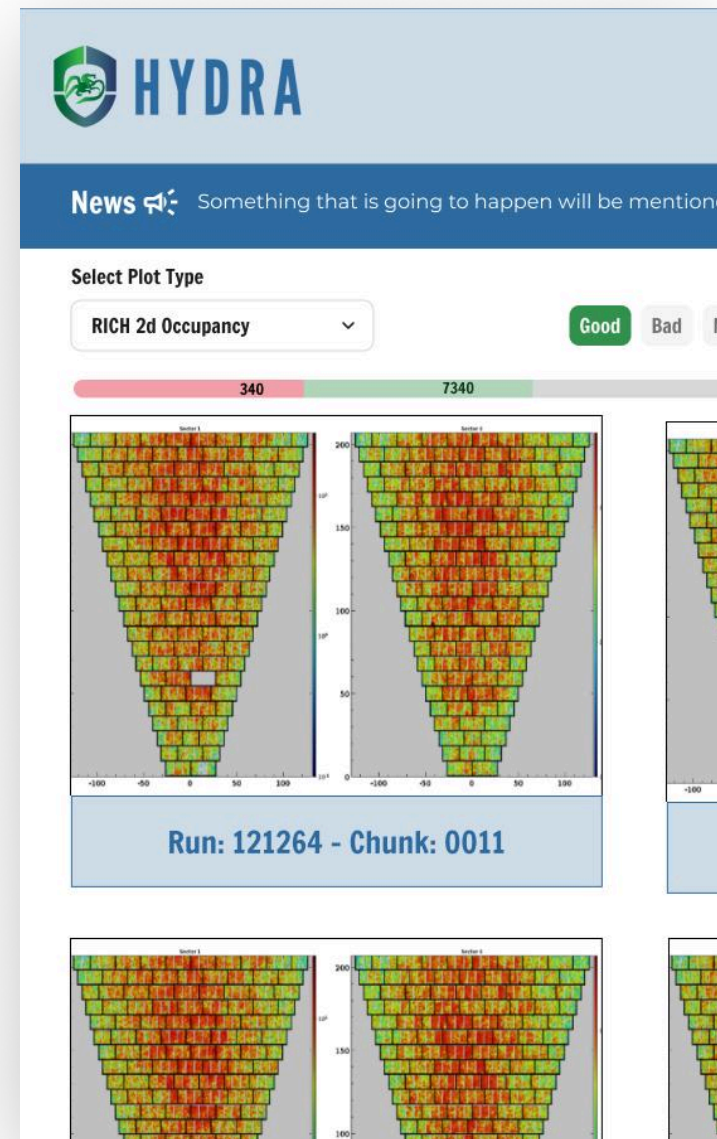 HYDRA
News Something that is going to happen will be mention
Select Plot Type
RICH 2d Occupancy
Good Bad
340 7340
Sector 1 Sector 4
200
150
100
50
0
-100 -50 0 50 100 -100 -50 0 50 100
-100
Run: 121264 - Chunk: 0011
Sector 1 Sector 4
200
150
100